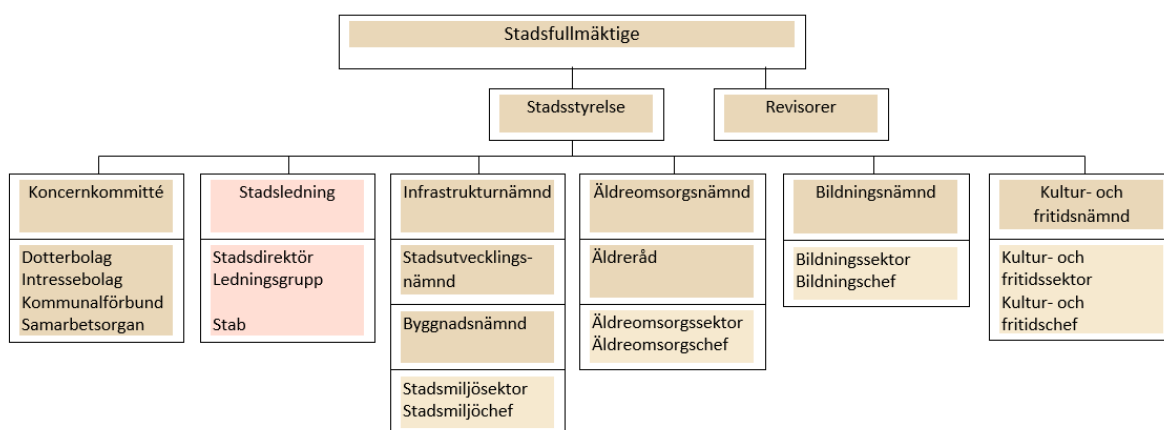 Stadsfullmäktige
Stadsstyrelse
Revisorer
Koncernkommitté
Dotterbolag
Intressebolag
Kommunalförbund
Samarbetsorgan
Stadsledning
Stadsdirektör
Ledningsgrupp
Stab
Infrastrukturnämnd
Stadsutvecklings-
nämnd
Byggnadsnämnd
Stadsmiljösektor
Stadsmiljöchef
Äldreomsorgsnämnd
Äldreråd
Äldreomsorgssektor
Äldreomsorgschef
Bildningsnämnd
Bildningssektor
Bildningschef
Kultur- och
fritidsnämnd
Kultur- och
fritidssektor
Kultur- och
fritidschef